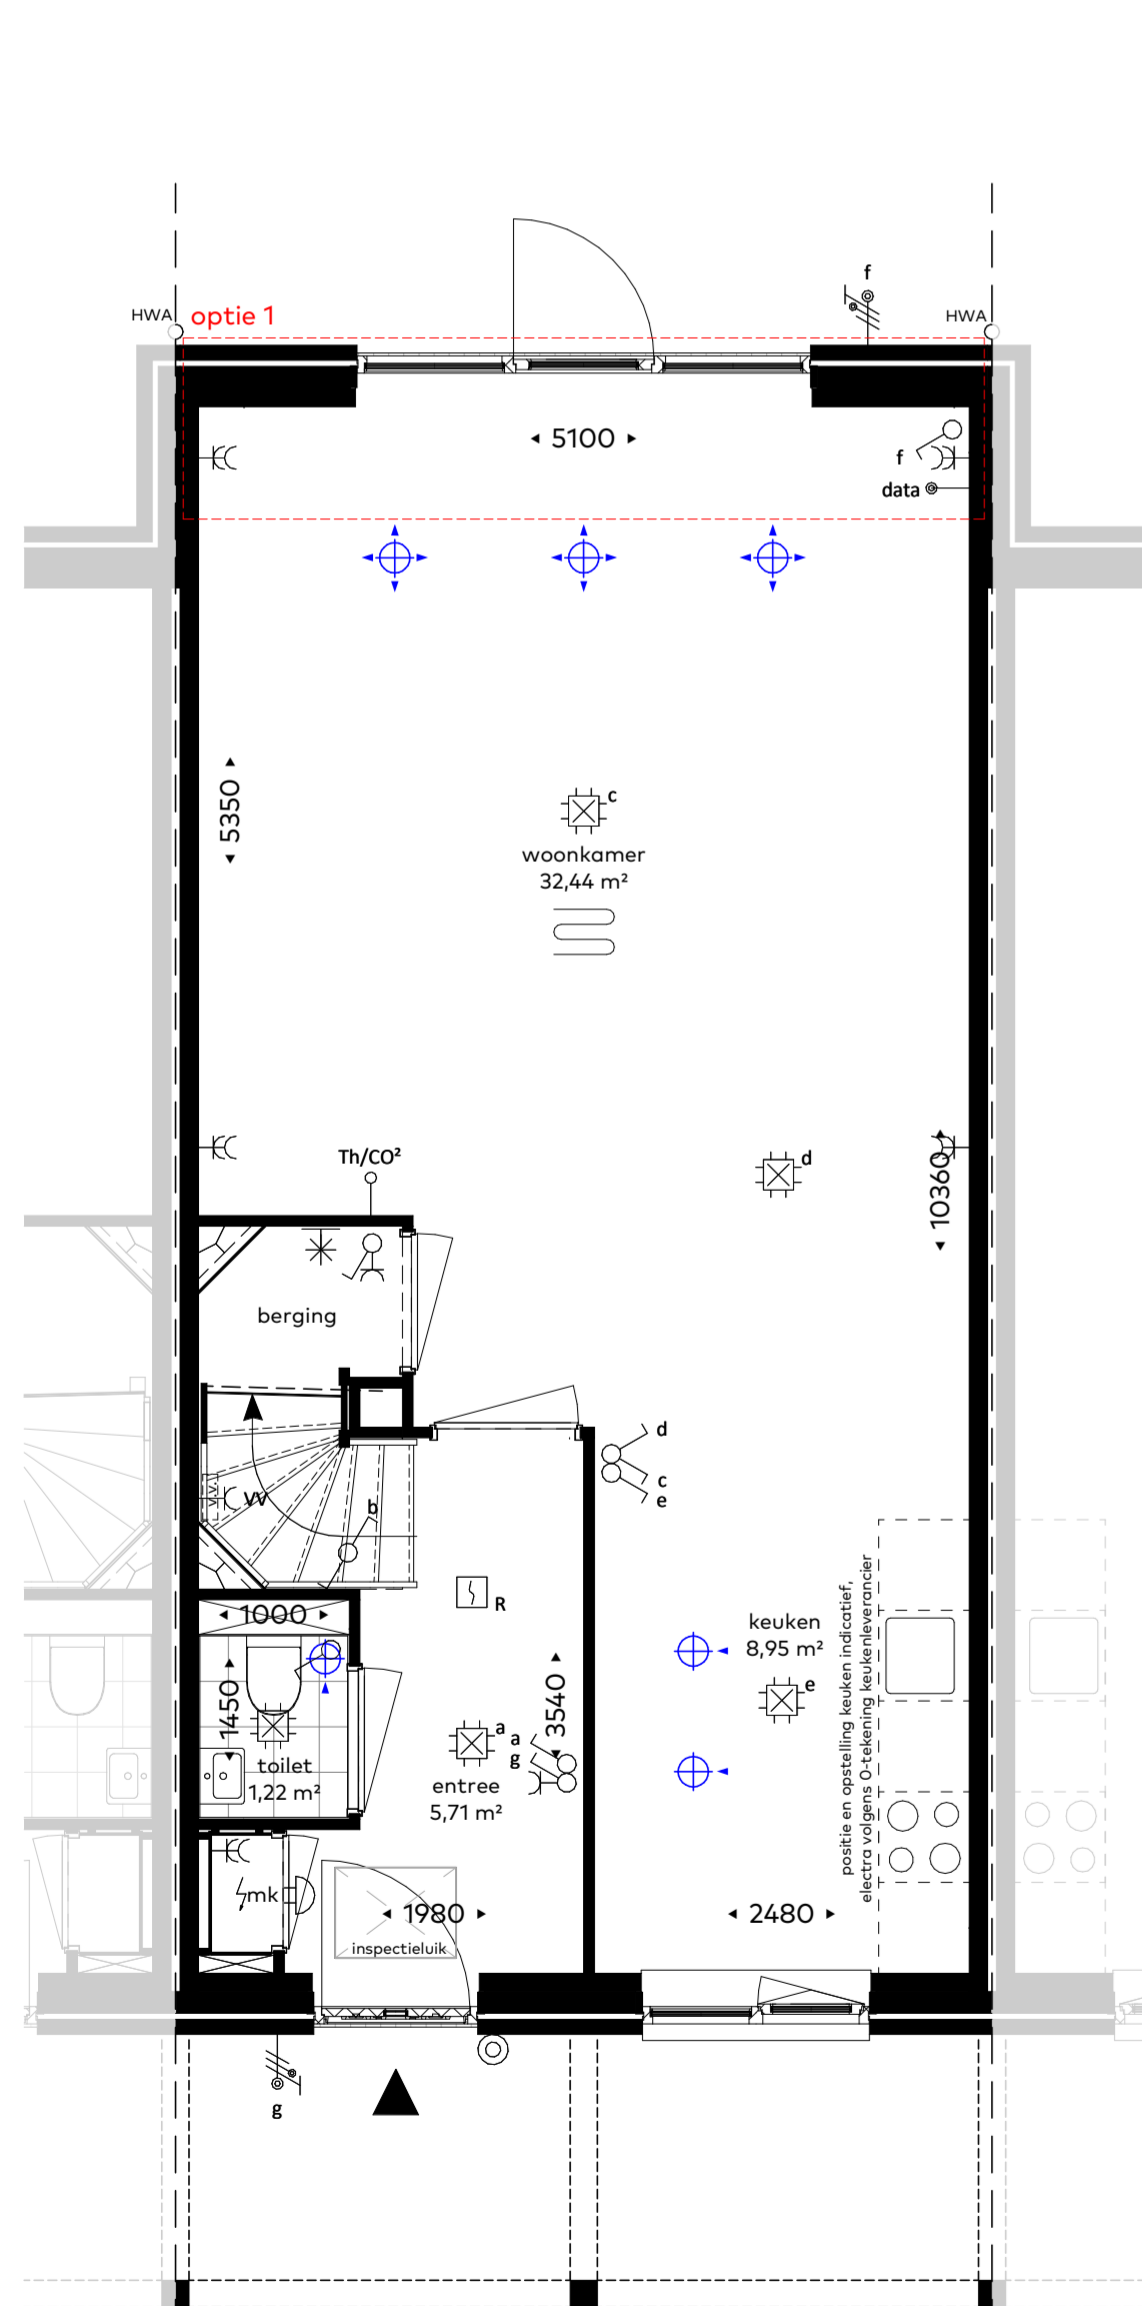 f
HWA
optie 1
HWA
5100
f
data
5350
c
woonkamer
32,44 m²
Th/CO²
d
10360
berging
d
c
e
VV
v.v.
b
R
1000
keuken
8,95 m²
positie en opstelling keuken indicatief,
electra volgens 0-tekening keukenleverancier
e
1450
3540
a
a
g
toilet
1,22 m²
entree
5,71 m²
mk
1980
2480
inspectieluik
g